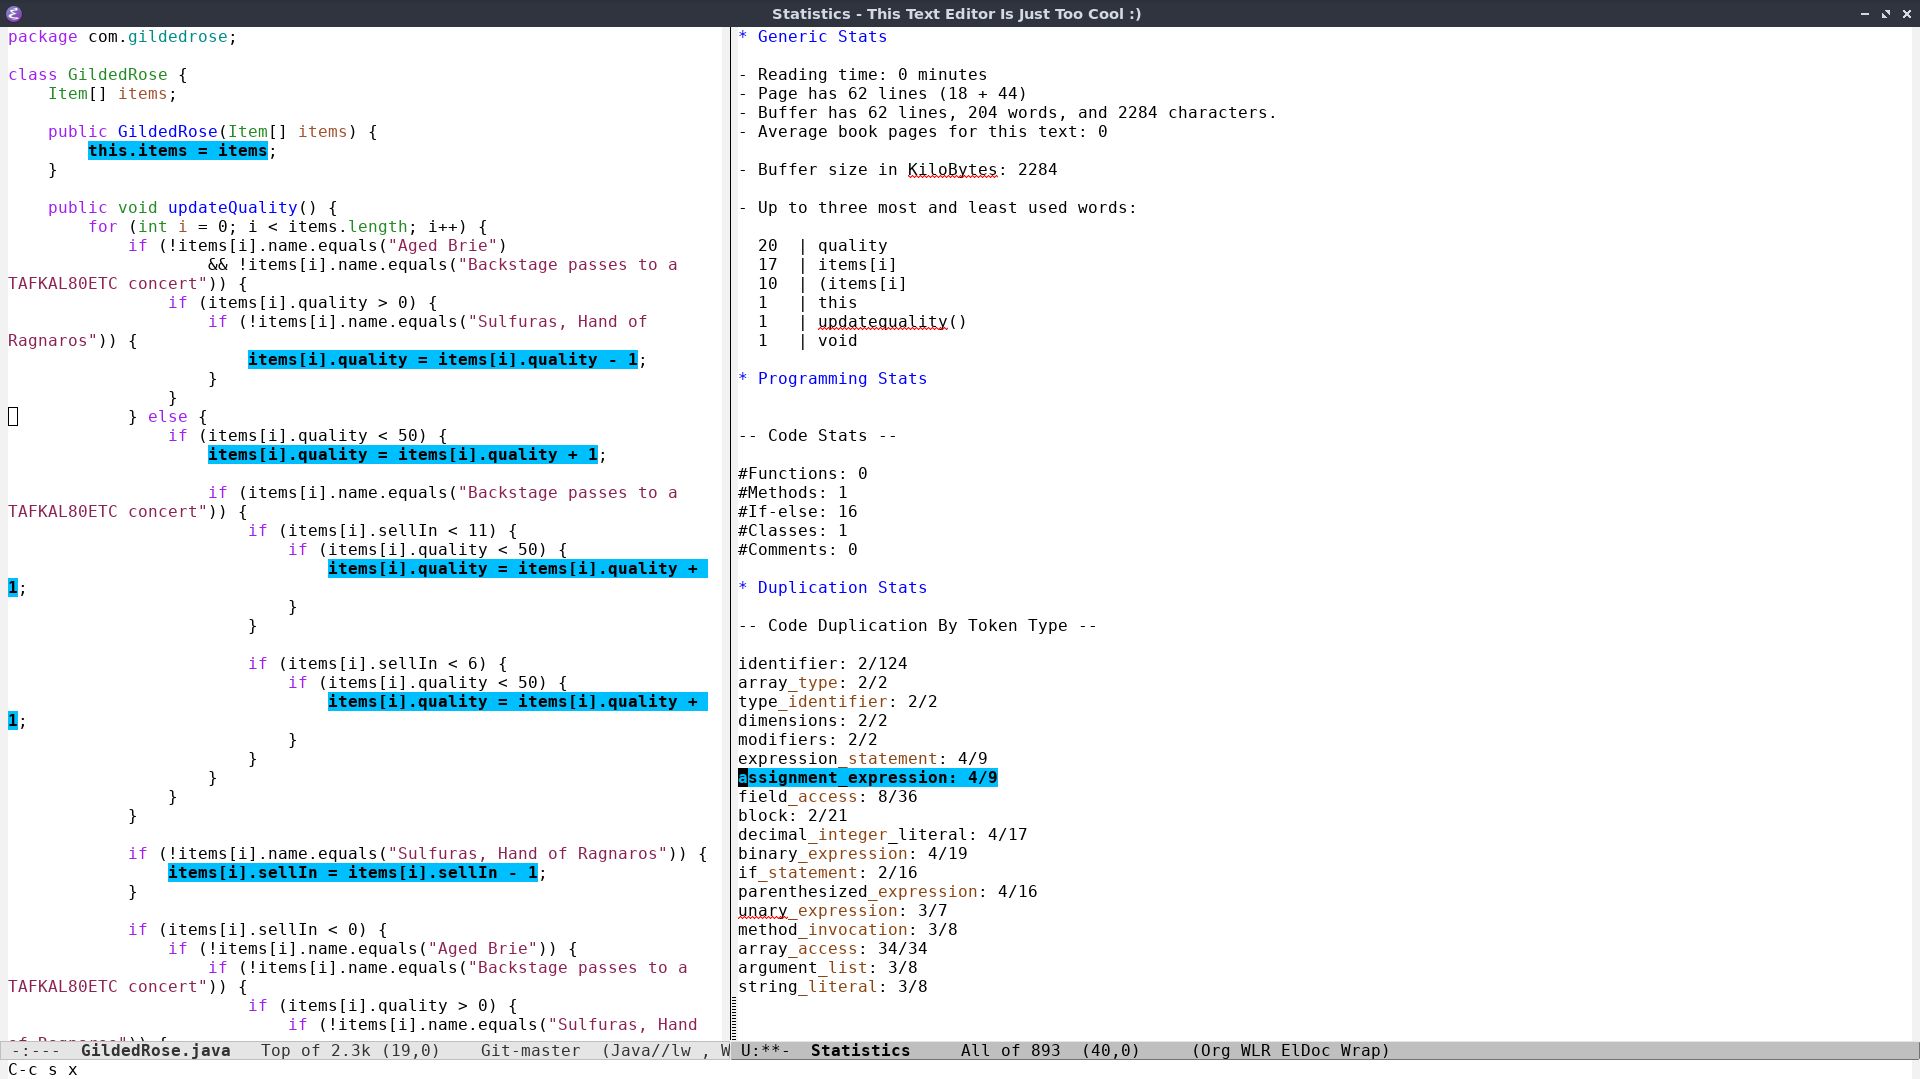 Statistics - This Text Editor Is Just Too Cool :)
package com.gildedrose;
class GildedRose {
    Item[] items;
    public GildedRose(Item[] items) {
        this.items = items;
    }
    public void updateQuality() {
        for (int i = 0; i < items.length; i++) {
            if (!items[i].name.equals("Aged Brie")
                    && !items[i].name.equals("Backstage passes to a
TAFKAL80ETC concert")) {
                if (items[i].quality > 0) {
                    if (!items[i].name.equals("Sulfuras, Hand of
Ragnaros")) {
                        items[i].quality = items[i].quality - 1;
                    }
                }
            } else {
                if (items[i].quality < 50) {
                    items[i].quality = items[i].quality + 1;
                    if (items[i].name.equals("Backstage passes to a
TAFKAL80ETC concert")) {
                        if (items[i].sellIn < 11) {
                            if (items[i].quality < 50) {
                                items[i].quality = items[i].quality +
1;
                            }
                        }
                        if (items[i].sellIn < 6) {
                            if (items[i].quality < 50) {
                                items[i].quality = items[i].quality +
1;
                            }
                        }
                    }
                }
            }
            if (!items[i].name.equals("Sulfuras, Hand of Ragnaros")) {
                items[i].sellIn = items[i].sellIn - 1;
            }
            if (items[i].sellIn < 0) {
                if (!items[i].name.equals("Aged Brie")) {
                    if (!items[i].name.equals("Backstage passes to a
TAFKAL80ETC concert")) {
                        if (items[i].quality > 0) {
                            if (!items[i].name.equals("Sulfuras, Hand
of Ragnaros")) {
-:---  GildedRose.java   Top of 2.3k (19,0)    Git-master  (Java//lw , W
* Generic Stats
- Reading time: 0 minutes
- Page has 62 lines (18 + 44)
- Buffer has 62 lines, 204 words, and 2284 characters.
- Average book pages for this text: 0
- Buffer size in KiloBytes: 2284
- Up to three most and least used words:
  20  | quality
  17  | items[i]
  10  | (items[i]
  1   | this
  1   | updatequality()
  1   | void
* Programming Stats
-- Code Stats --
#Functions: 0
#Methods: 1
#If-else: 16
#Classes: 1
#Comments: 0
* Duplication Stats
-- Code Duplication By Token Type --
identifier: 2/124
array_type: 2/2
type_identifier: 2/2
dimensions: 2/2
modifiers: 2/2
expression_statement: 4/9
assignment_expression: 4/9
field_access: 8/36
block: 2/21
decimal_integer_literal: 4/17
binary_expression: 4/19
if_statement: 2/16
parenthesized_expression: 4/16
unary_expression: 3/7
method_invocation: 3/8
array_access: 34/34
argument_list: 3/8
string_literal: 3/8
U:**-  Statistics     All of 893  (40,0)     (Org WLR ElDoc Wrap)
C-c s x